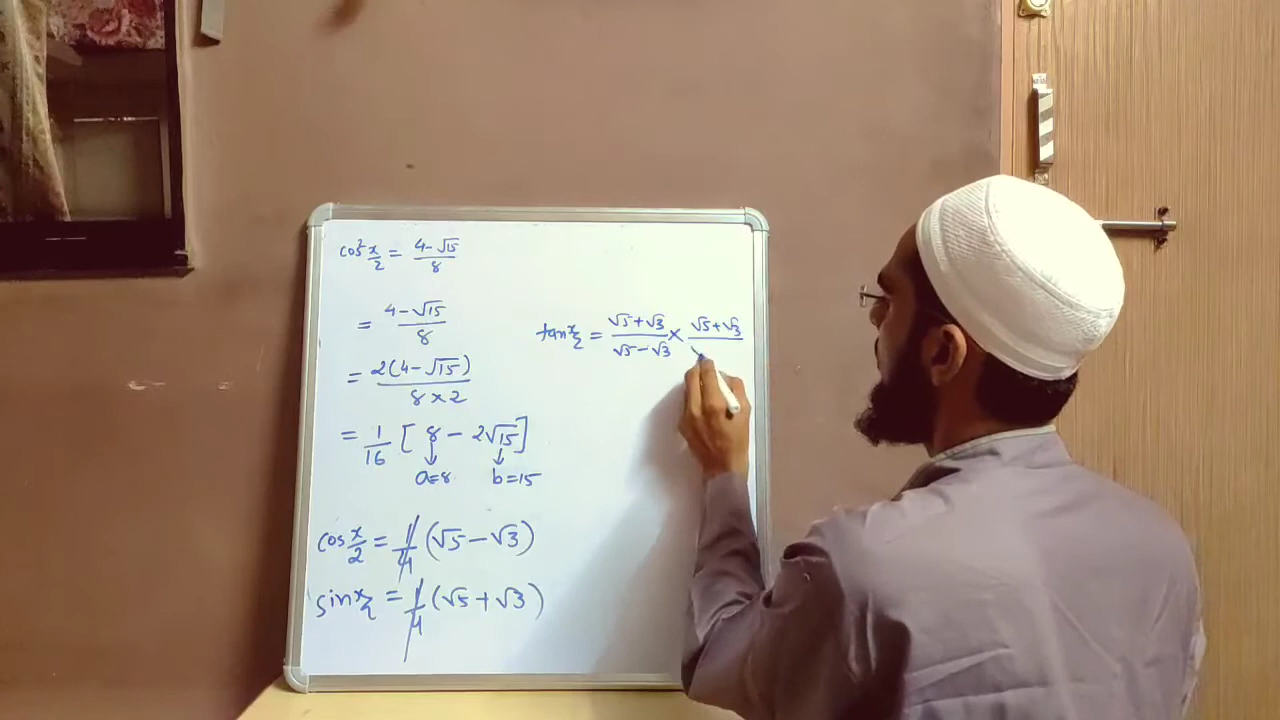 cos²x/2 = 4-√15/8
= 4-√15/8
= 2(4-√15)/8×2
= 1/16 [8-2√15]
a=8 b=15
cos x/2 = 1/4 (√5-√3)
sin x/2 = 1/4 (√5+√3)
tan x/2 = √5+√3/√5-√3 × √5+√3